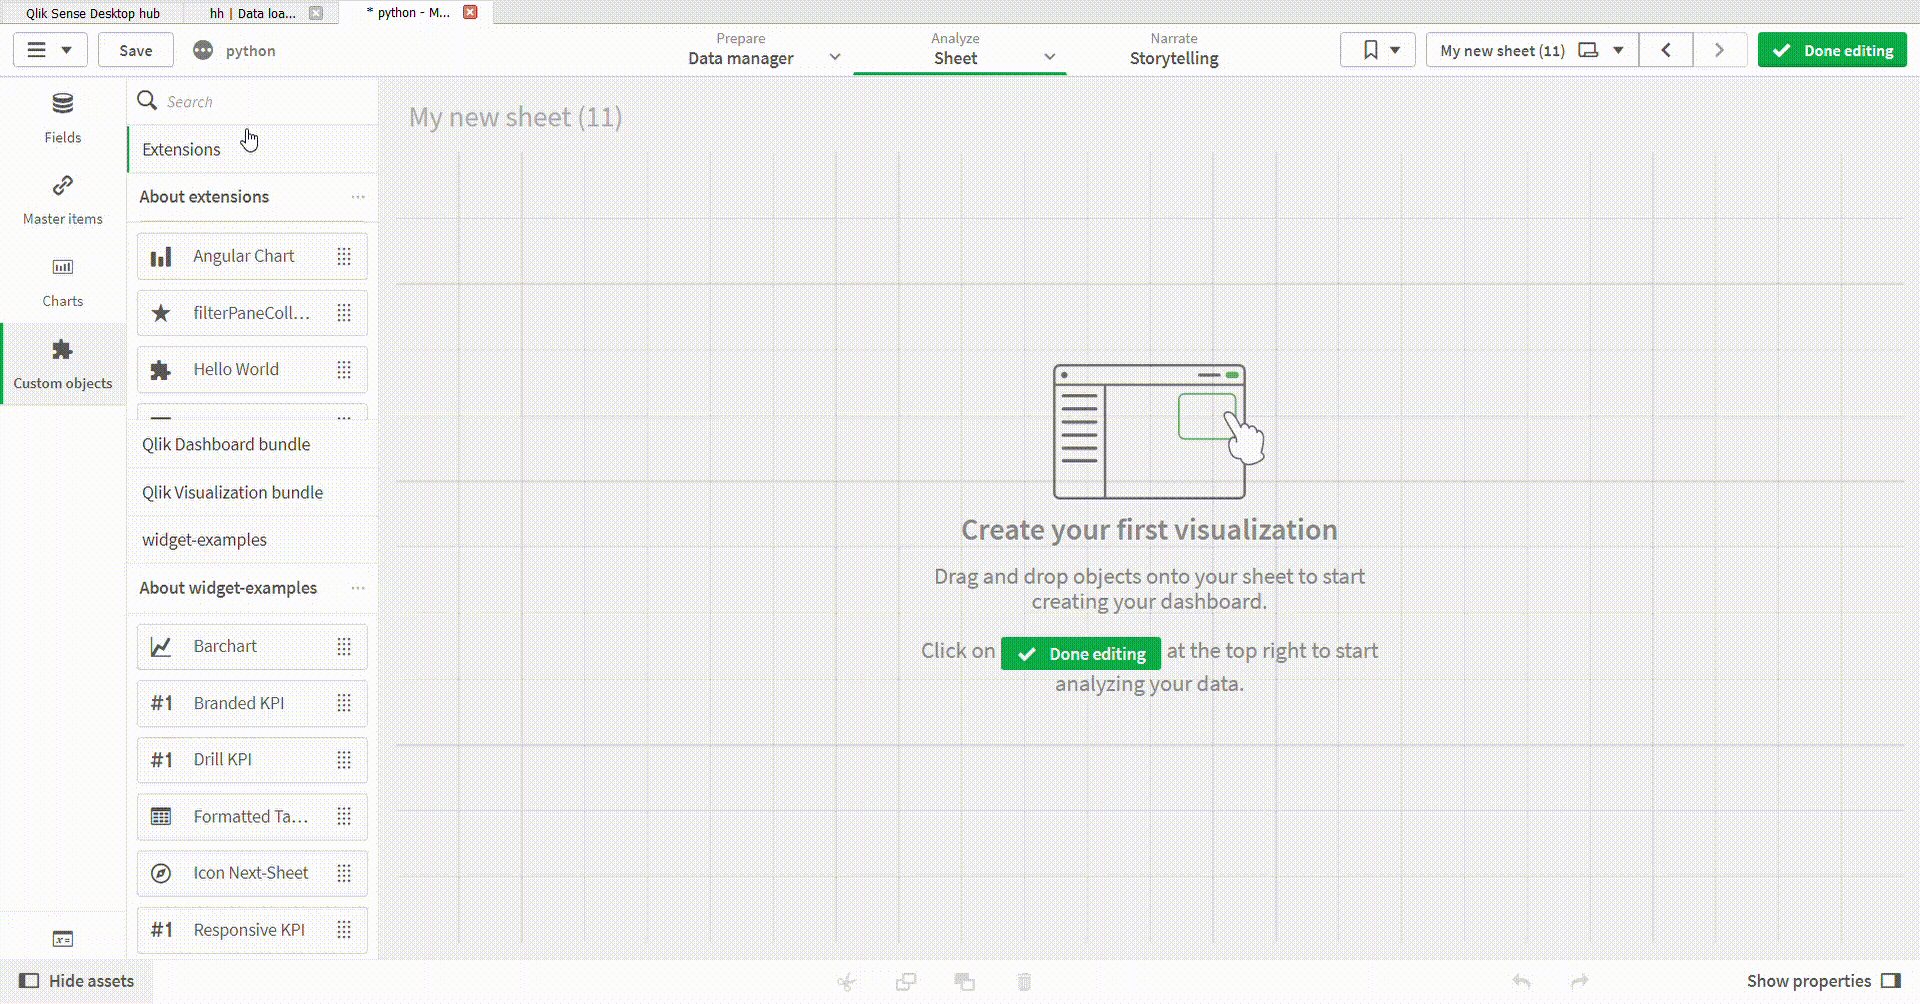 Qlik Sense Desktop hub
hh | Data loa...
* python - M...
Save
python
Prepare
Data manager
Analyze
Sheet
Narrate
Storytelling
My new sheet (11)
Done editing
Fields
Master items
Charts
Custom objects
Search
Extensions
About extensions
Angular Chart
filterPaneColl...
Hello World
Qlik Dashboard bundle
Qlik Visualization bundle
widget-examples
About widget-examples
Barchart
#1 Branded KPI
#1 Drill KPI
Formatted Ta...
Icon Next-Sheet
#1 Responsive KPI
x=
Hide assets
My new sheet (11)
Create your first visualization
Drag and drop objects onto your sheet to start
creating your dashboard.
Click on Done editing at the top right to start
analyzing your data.
Show properties